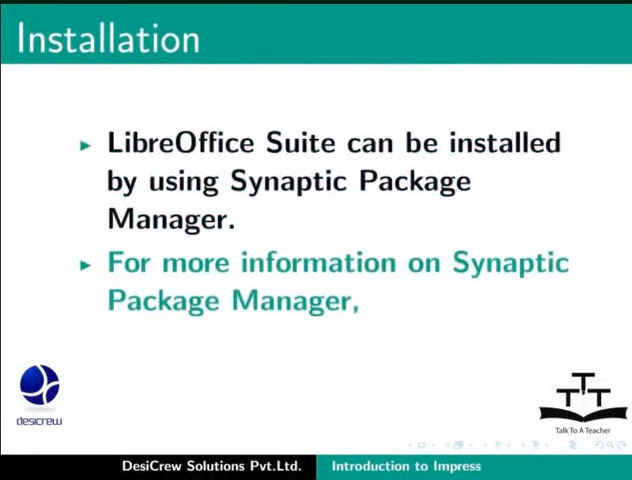 Installation
LibreOffice Suite can be installed
by using Synaptic Package
Manager.
For more information on Synaptic
Package Manager,
desicrew
TTT
Talk To A Teacher
DesiCrew Solutions Pvt.Ltd. Introduction to Impress